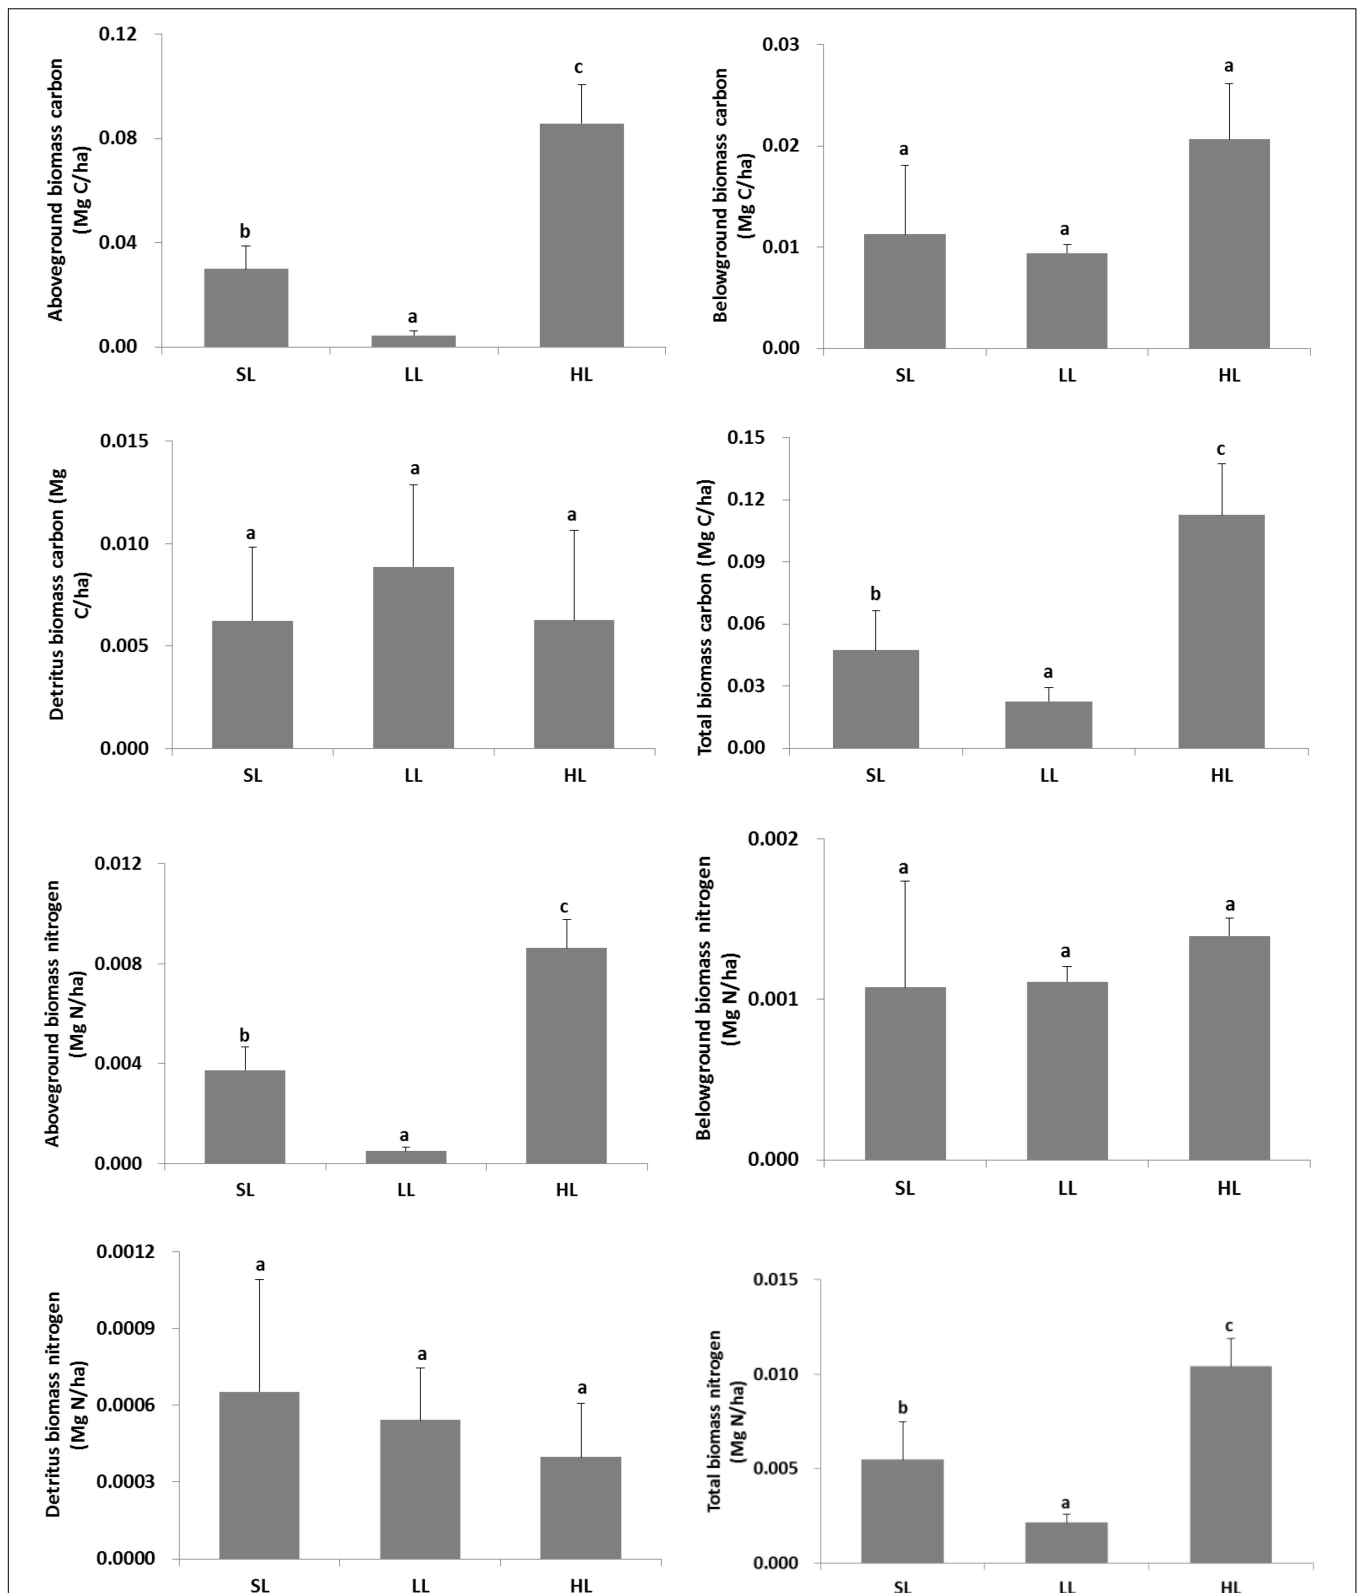 Aboveground biomass carbon
(Mg C/ha)
0.12
0.08
0.04
0.00
b
a
c
SL
LL
HL
Belowground biomass carbon
(Mg C/ha)
0.03
0.02
0.01
0.00
a
a
a
SL
LL
HL
Detritus biomass carbon (Mg
C/ha)
0.015
0.010
0.005
0.000
a
a
a
SL
LL
HL
Total biomass carbon (Mg C/ha)
0.15
0.12
0.09
0.06
0.03
0.00
b
a
c
SL
LL
HL
Aboveground biomass nitrogen
(Mg N/ha)
0.012
0.008
0.004
0.000
b
a
c
SL
LL
HL
Belowground biomass nitrogen
(Mg N/ha)
0.002
0.001
0.000
a
a
a
SL
LL
HL
Detritus biomass nitrogen
(Mg N/ha)
0.0012
0.0009
0.0006
0.0003
0.0000
a
a
a
SL
LL
HL
Total biomass nitrogen
(Mg N/ha)
0.015
0.010
0.005
0.000
b
a
c
SL
LL
HL